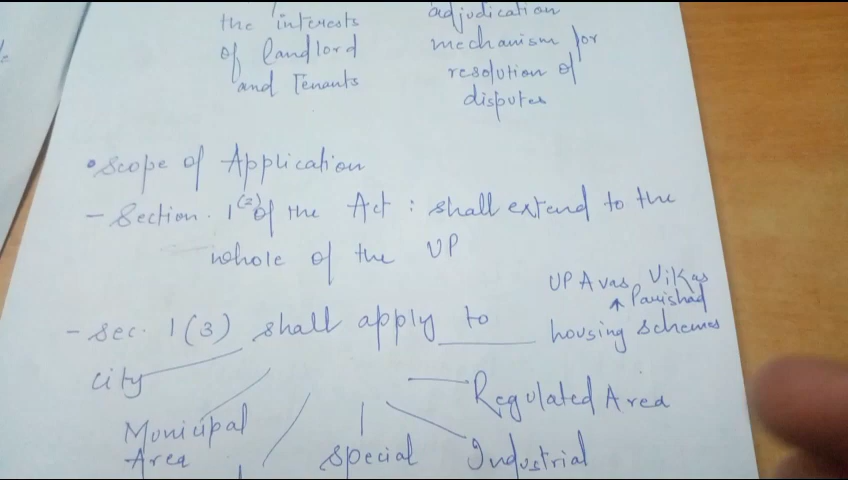 the interests
of landlord
and Tenants
adjudication
mechanism for
resolution of
disputes
• Scope of Application
- Section. 1(2) of the Act : shall extend to the
whole of the UP
UP Avas Vikas
Parishad
- Sec. 1(3) shall apply to
housing schemes
city
Regulated Area
Municipal
Area
special
Industrial